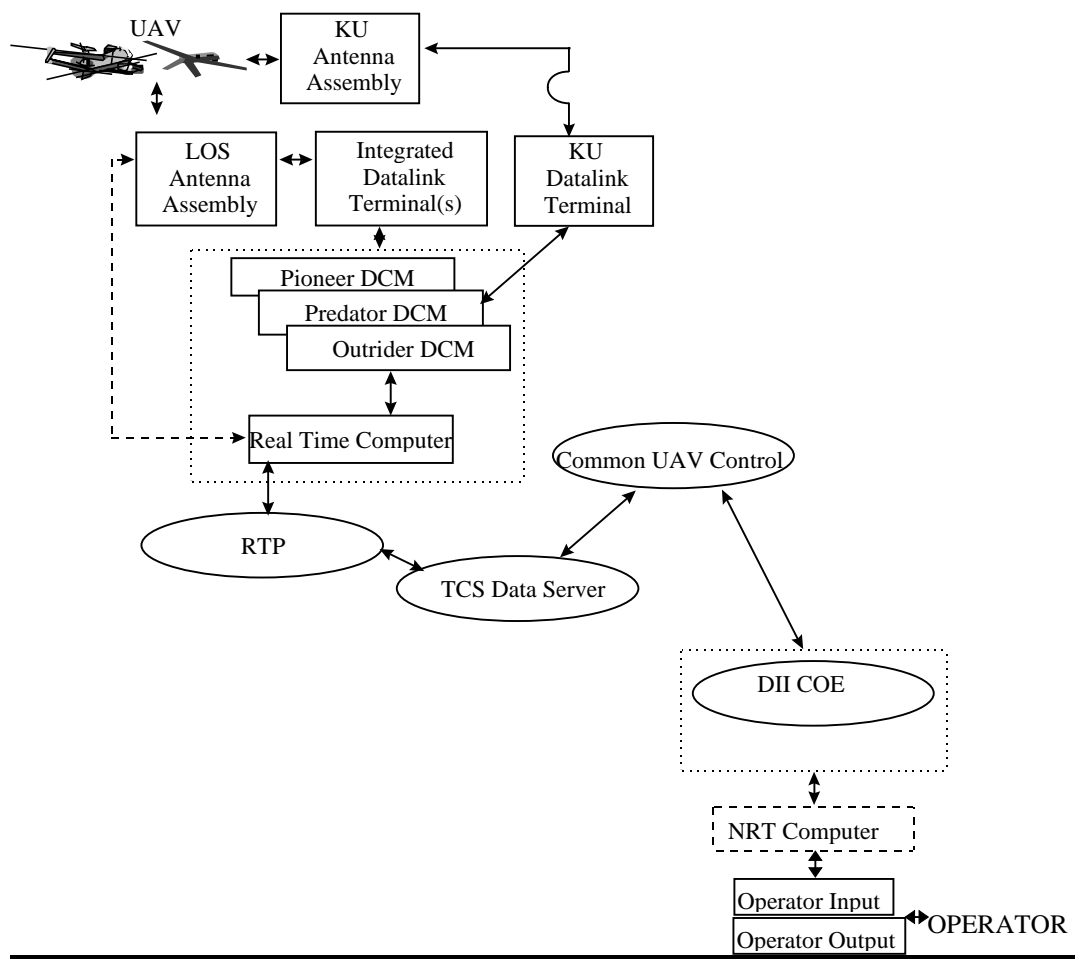 UAV
KU
Antenna
Assembly
LOS
Antenna
Assembly
Integrated
Datalink
Terminal(s)
KU
Datalink
Terminal
Pioneer DCM
Predator DCM
Outrider DCM
Real Time Computer
Common UAV Control
RTP
TCS Data Server
DII COE
NRT Computer
Operator Input
OPERATOR
Operator Output